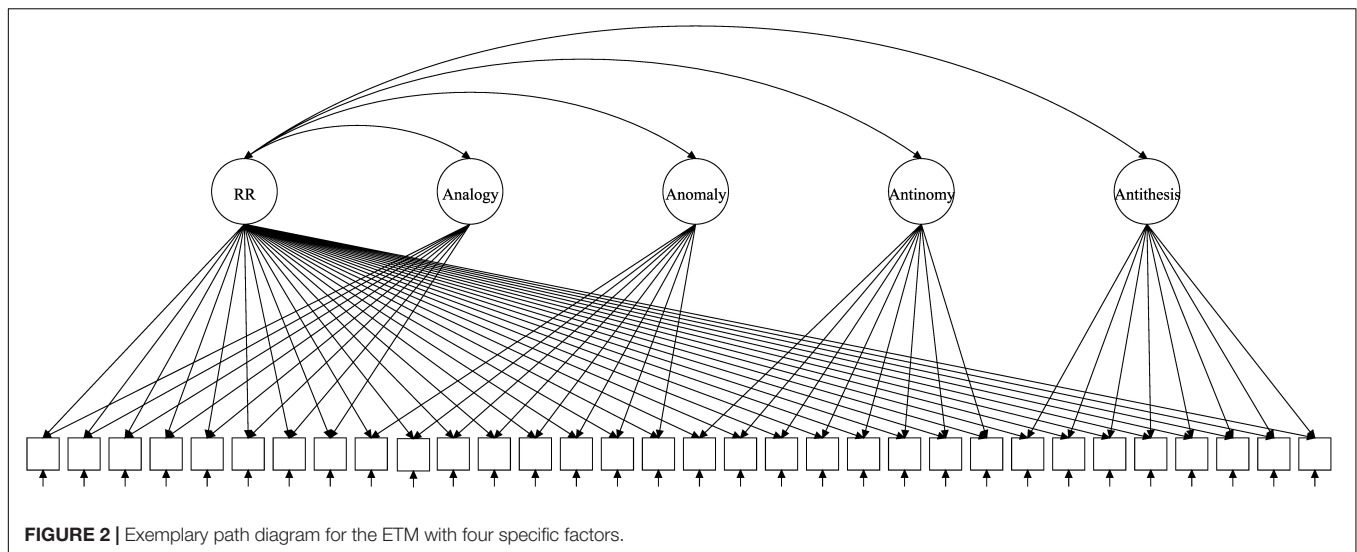 RR
Analogy
Anomaly
Antinomy
Antithesis
FIGURE 2 | Exemplary path diagram for the ETM with four specific factors.